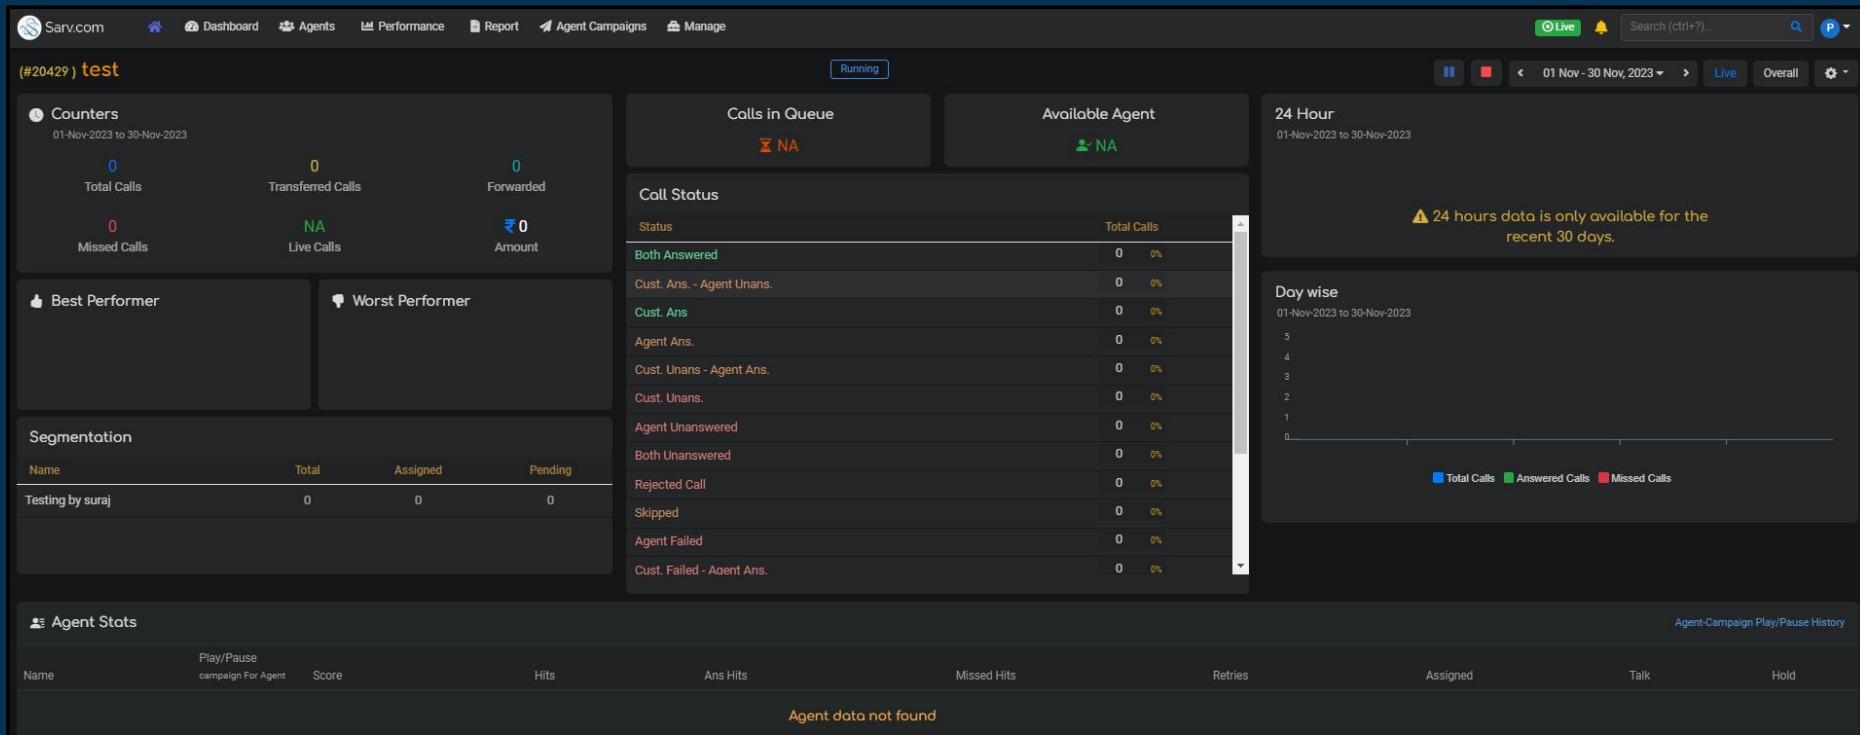 Sarv.com
Dashboard
Agents
Performance
Report
Agent Campaigns
Manage
Live
Search (ctrl+?)...
P
(#20429 ) test
Running
01 Nov - 30 Nov, 2023
Live
Overall
Counters
01-Nov-2023 to 30-Nov-2023
0
0
0
Total Calls
Transferred Calls
Forwarded
0
NA
₹ 0
Missed Calls
Live Calls
Amount
Best Performer
Worst Performer
Segmentation
Name Total Assigned Pending
Testing by suraj 0 0 0
Calls in Queue
NA
Available Agent
NA
Call Status
Status Total Calls
Both Answered 0 0%
Cust. Ans. - Agent Unans. 0 0%
Cust. Ans 0 0%
Agent Ans. 0 0%
Cust. Unans - Agent Ans. 0 0%
Cust. Unans. 0 0%
Agent Unanswered 0 0%
Both Unanswered 0 0%
Rejected Call 0 0%
Skipped 0 0%
Agent Failed 0 0%
Cust. Failed - Agent Ans. 0 0%
24 Hour
01-Nov-2023 to 30-Nov-2023
24 hours data is only available for the
recent 30 days.
Day wise
01-Nov-2023 to 30-Nov-2023
5
4
3
2
1
0
Total Calls Answered Calls Missed Calls
Agent Stats
Agent-Campaign Play/Pause History
Name
Play/Pause
campaign For Agent
Score
Hits
Ans Hits
Missed Hits
Retries
Assigned
Talk
Hold
Agent data not found